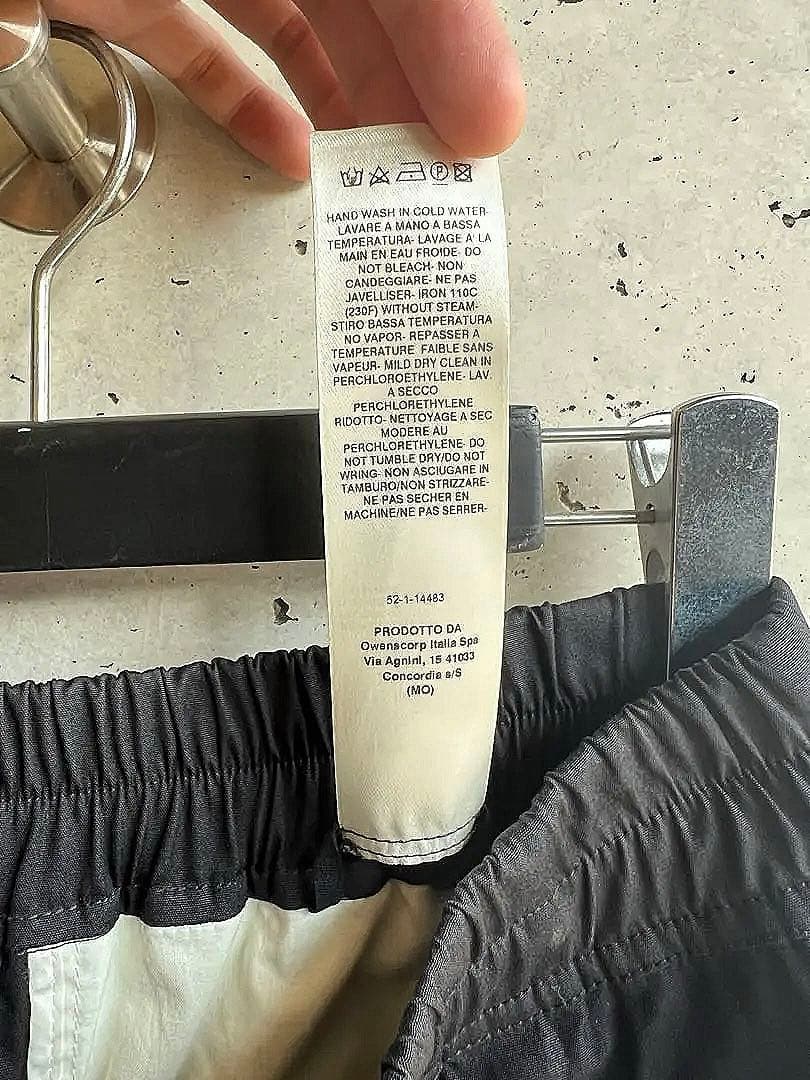 P
HAND WASH IN COLD WATER-
LAVARE A MANO A BASSA
TEMPERATURA- LAVAGE A' LA
MAIN EN EAU FROIDE- DO
NOT BLEACH- NON
CANDEGGIARE- NE PAS
JAVELLISER- IRON 110C
(230F) WITHOUT STEAM-
STIRO BASSA TEMPERATURA
NO VAPOR- REPASSER A
TEMPERATURE FAIBLE SANS
VAPEUR- MILD DRY CLEAN IN
PERCHLOROETHYLENE- LAV.
A SECCO
PERCHLORETHYLENE
RIDOTTO- NETTOYAGE A SEC
MODERE AU
PERCHLORETHYLENE- DO
NOT TUMBLE DRY/DO NOT
WRING- NON ASCIUGARE IN
TAMBURO/NON STRIZZARE-
NE PAS SECHER EN
MACHINE/NE PAS SERRER-
52-1-14483
PRODOTTO DA
Owenscorp Italia Spa
Via Agnini, 15 41033
Concordia s/S
(MO)